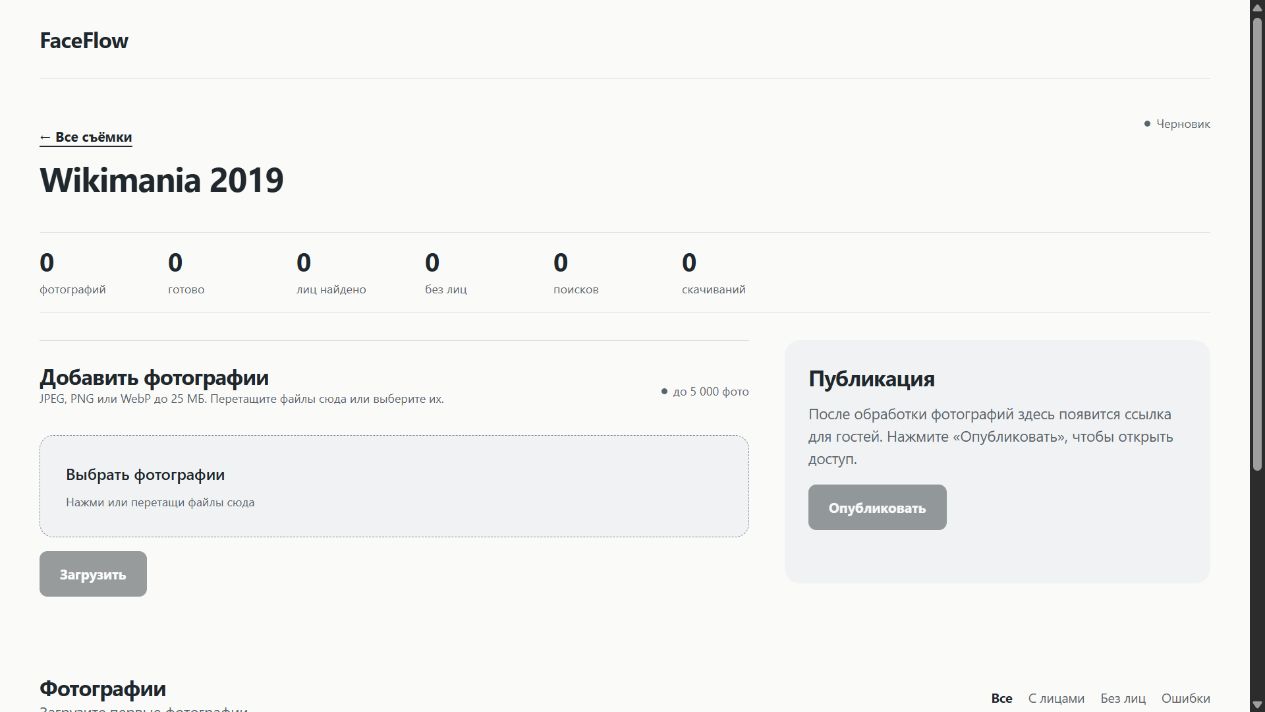 FaceFlow
← Все съёмки
Черновик
Wikimania 2019
0 0 0 0 0 0
фотографий готово лиц найдено без лиц поисков скачиваний
Добавить фотографии
JPEG, PNG или WebP до 25 МБ. Перетащите файлы сюда или выберите их.
до 5 000 фото
Выбрать фотографии
Нажми или перетащи файлы сюда
Загрузить
Публикация
После обработки фотографий здесь появится ссылка
для гостей. Нажмите «Опубликовать», чтобы открыть
доступ.
Опубликовать
Фотографии
Все С лицами Без лиц Ошибки
Загрузите первые фотографии